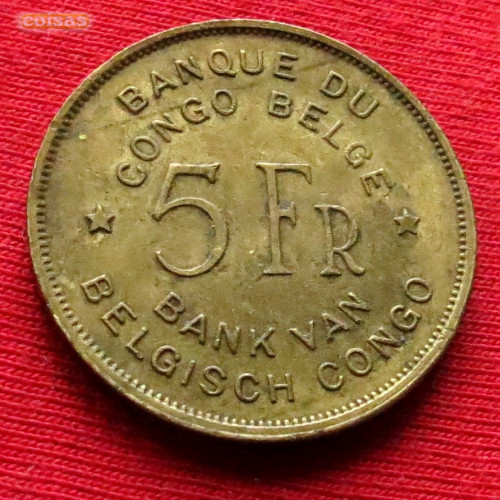 coisas
BANQUE DU
CONGO BELGE
5 FR
BANK VAN
BELGISCH CONGO